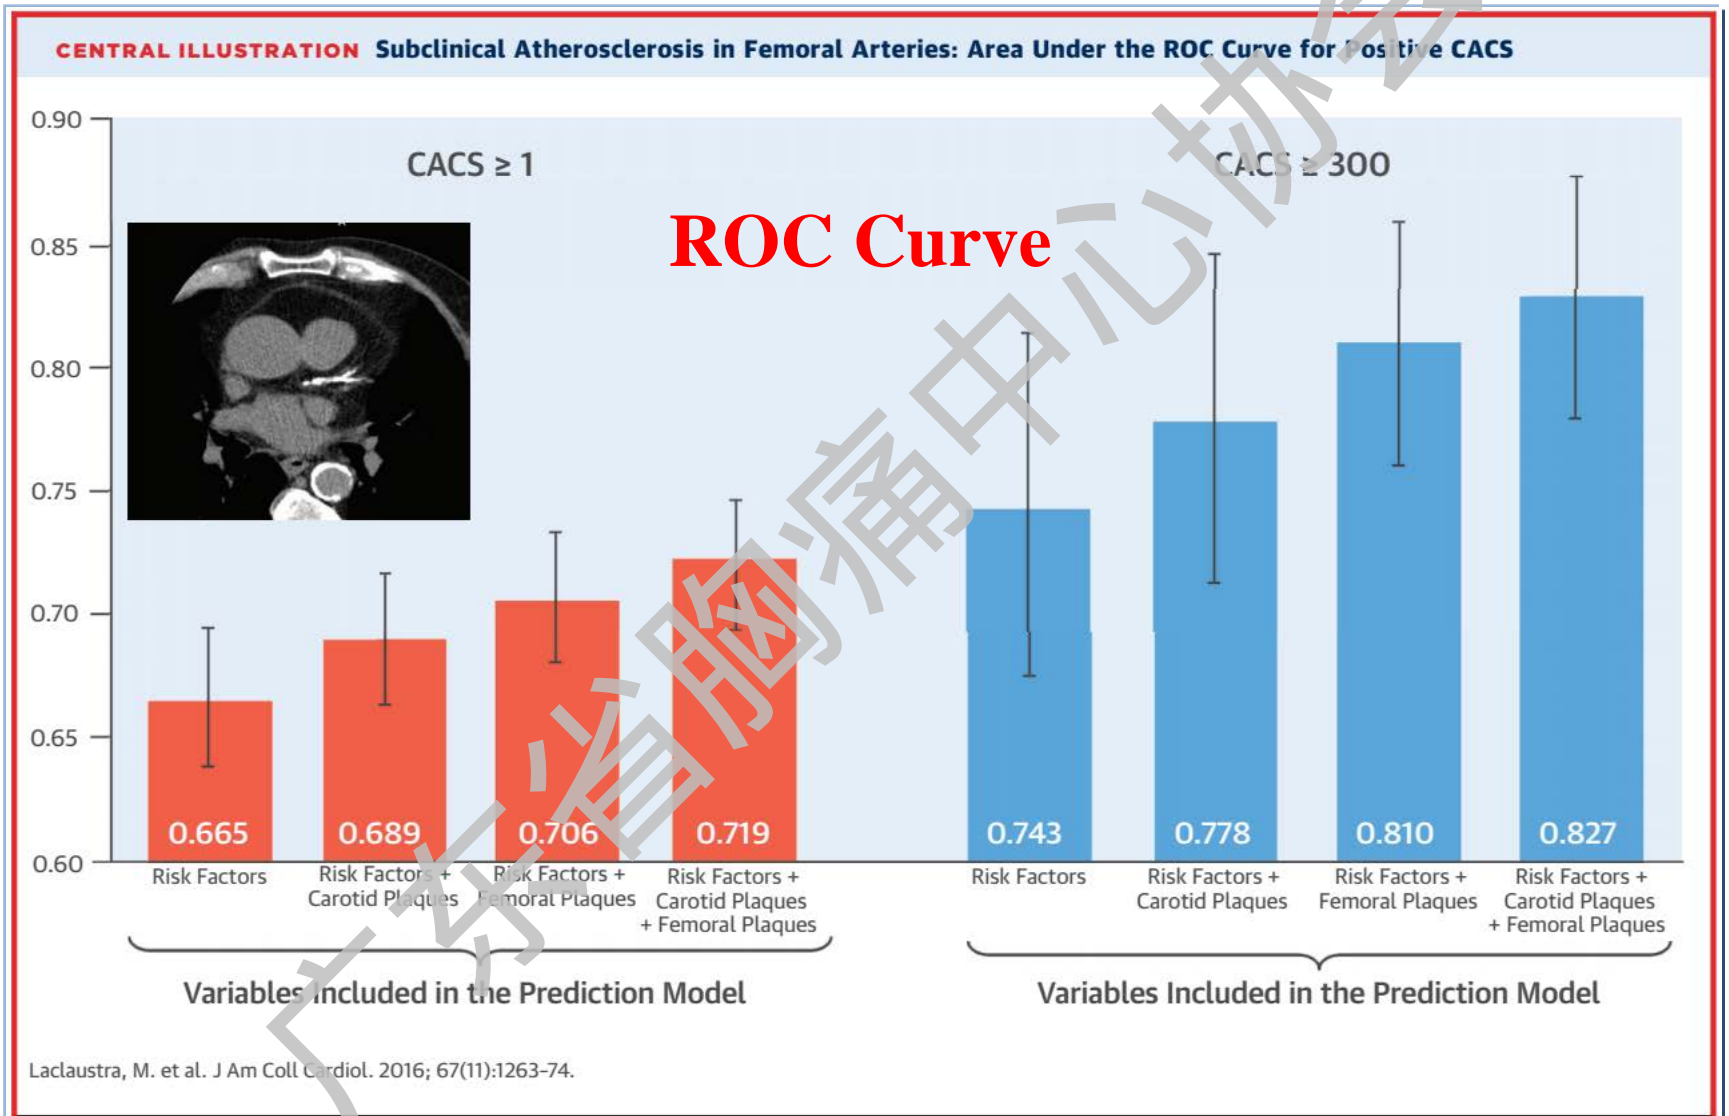 CENTRAL ILLUSTRATION Subclinical Atherosclerosis in Femoral Arteries: Area Under the ROC Curve for Positive CACS
0.90
0.85
0.80
0.75
0.70
0.65
0.60
CACS ≥ 1
CACS ≥ 300
ROC Curve
0.665
0.689
0.706
0.719
0.743
0.778
0.810
0.827
Risk Factors
Risk Factors +
Carotid Plaques
Risk Factors +
Femoral Plaques
Risk Factors +
Carotid Plaques
+ Femoral Plaques
Risk Factors
Risk Factors +
Carotid Plaques
Risk Factors +
Femoral Plaques
Risk Factors +
Carotid Plaques
+ Femoral Plaques
Variables Included in the Prediction Model
Variables Included in the Prediction Model
Laclaustra, M. et al. J Am Coll Cardiol. 2016; 67(11):1263-74.
广东省胸痛中心协会